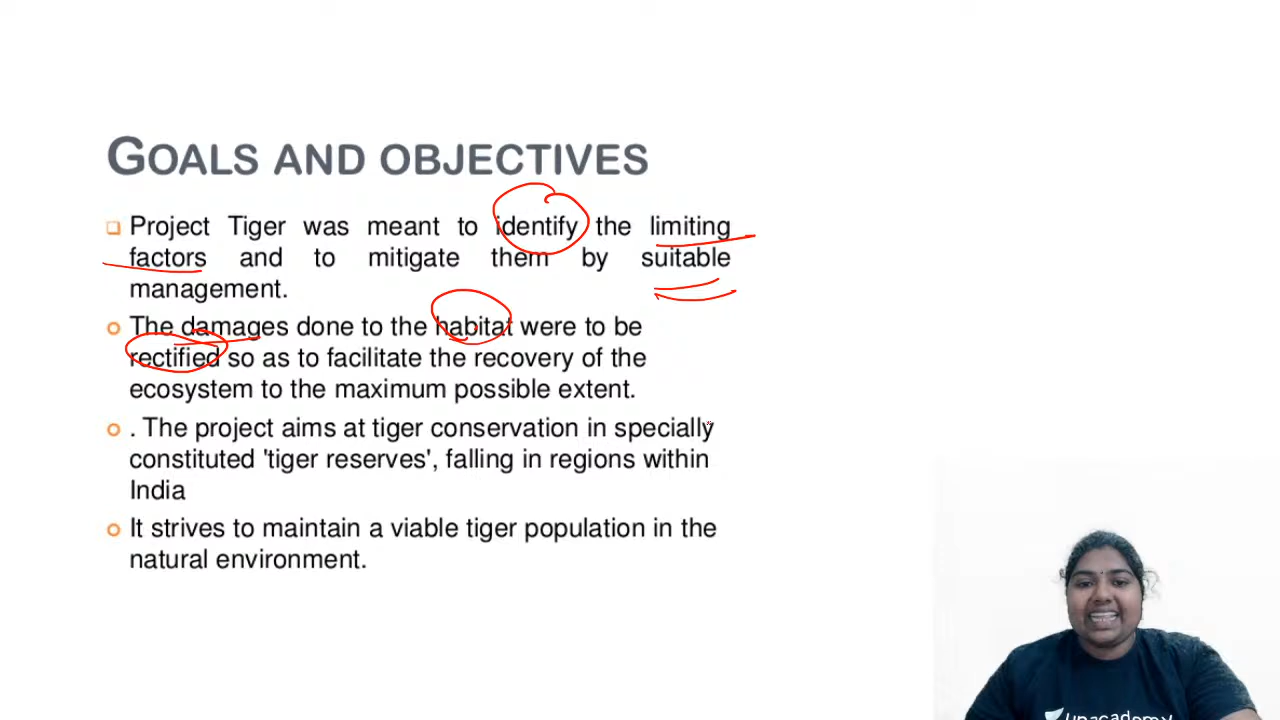 GOALS AND OBJECTIVES
Project Tiger was meant to identify the limiting
factors and to mitigate them by suitable
management.
The damages done to the habitat were to be
rectified so as to facilitate the recovery of the
ecosystem to the maximum possible extent.
. The project aims at tiger conservation in specially
constituted 'tiger reserves', falling in regions within
India
It strives to maintain a viable tiger population in the
natural environment.
unacademy